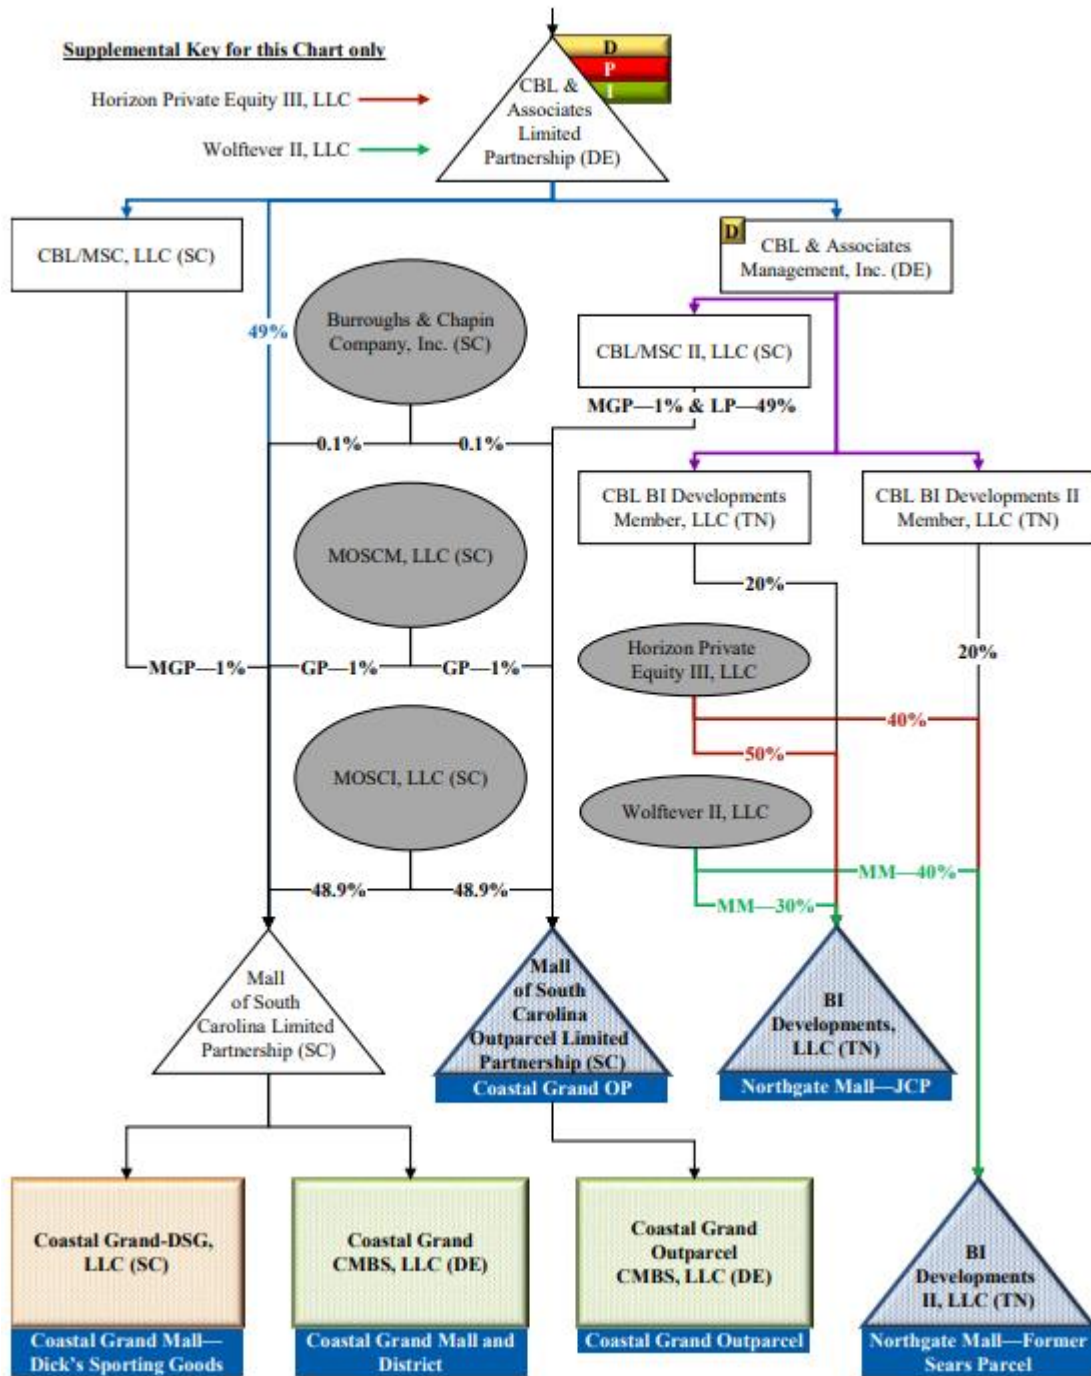 Supplemental Key for this Chart only
Horizon Private Equity III, LLC
Wolftever II, LLC
D
P
I
CBL &
Associates
Limited
Partnership (DE)
CBL/MSC, LLC (SC)
D
CBL & Associates
Management, Inc. (DE)
49%
Burroughs & Chapin
Company, Inc. (SC)
CBL/MSC II, LLC (SC)
MGP—1% & LP—49%
0.1%
0.1%
CBL BI Developments
Member, LLC (TN)
CBL BI Developments II
Member, LLC (TN)
MOSCM, LLC (SC)
20%
20%
MGP—1%
GP—1%
GP—1%
Horizon Private
Equity III, LLC
40%
50%
MOSCI, LLC (SC)
Wolftever II, LLC
MM—40%
MM—30%
48.9%
48.9%
Mall
of South
Carolina Limited
Partnership (SC)
Mall
of South
Carolina
Outparcel Limited
Partnership (SC)
Coastal Grand OP
BI
Developments,
LLC (TN)
Northgate Mall—JCP
Coastal Grand-DSG,
LLC (SC)
Coastal Grand Mall—
Dick's Sporting Goods
Coastal Grand
CMBS, LLC (DE)
Coastal Grand Mall and
District
Coastal Grand
Outparcel
CMBS, LLC (DE)
Coastal Grand Outparcel
BI
Developments
II, LLC (TN)
Northgate Mall—Former
Sears Parcel